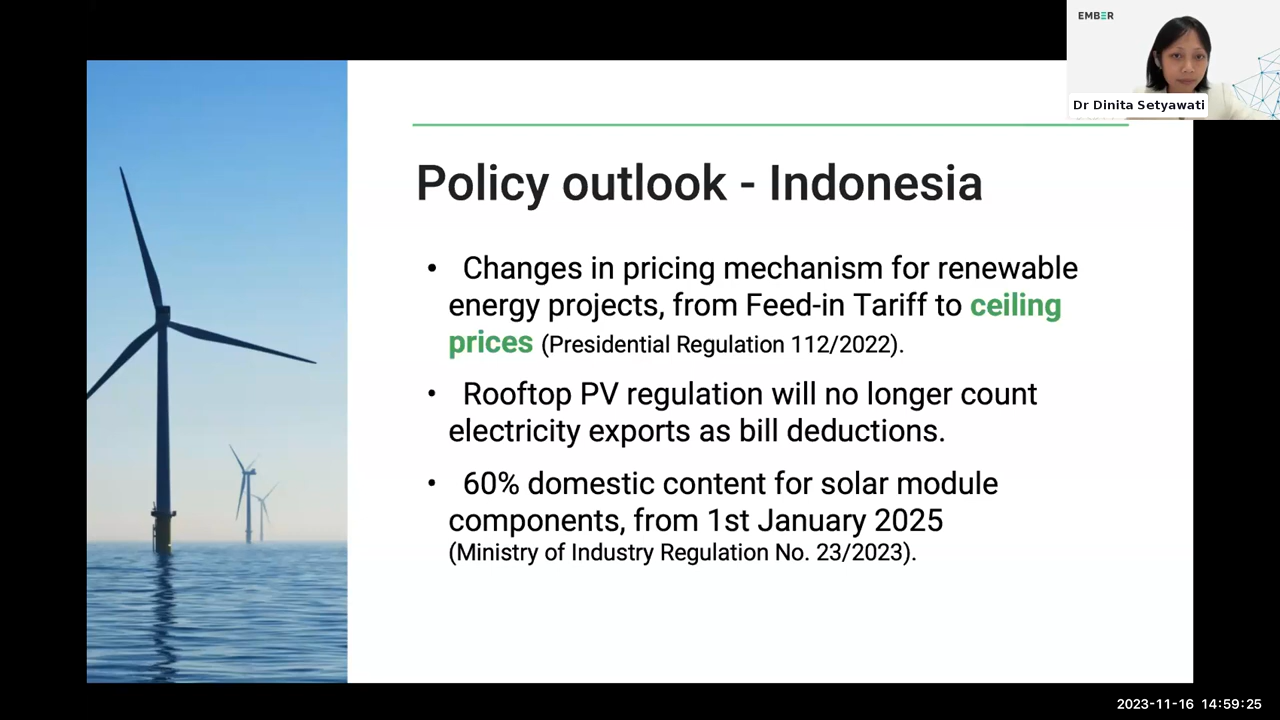 EMBER
Dr Dinita Setyawati
Policy outlook - Indonesia
• Changes in pricing mechanism for renewable
energy projects, from Feed-in Tariff to ceiling
prices (Presidential Regulation 112/2022).
• Rooftop PV regulation will no longer count
electricity exports as bill deductions.
• 60% domestic content for solar module
components, from 1st January 2025
(Ministry of Industry Regulation No. 23/2023).
2023-11-16 14:59:25